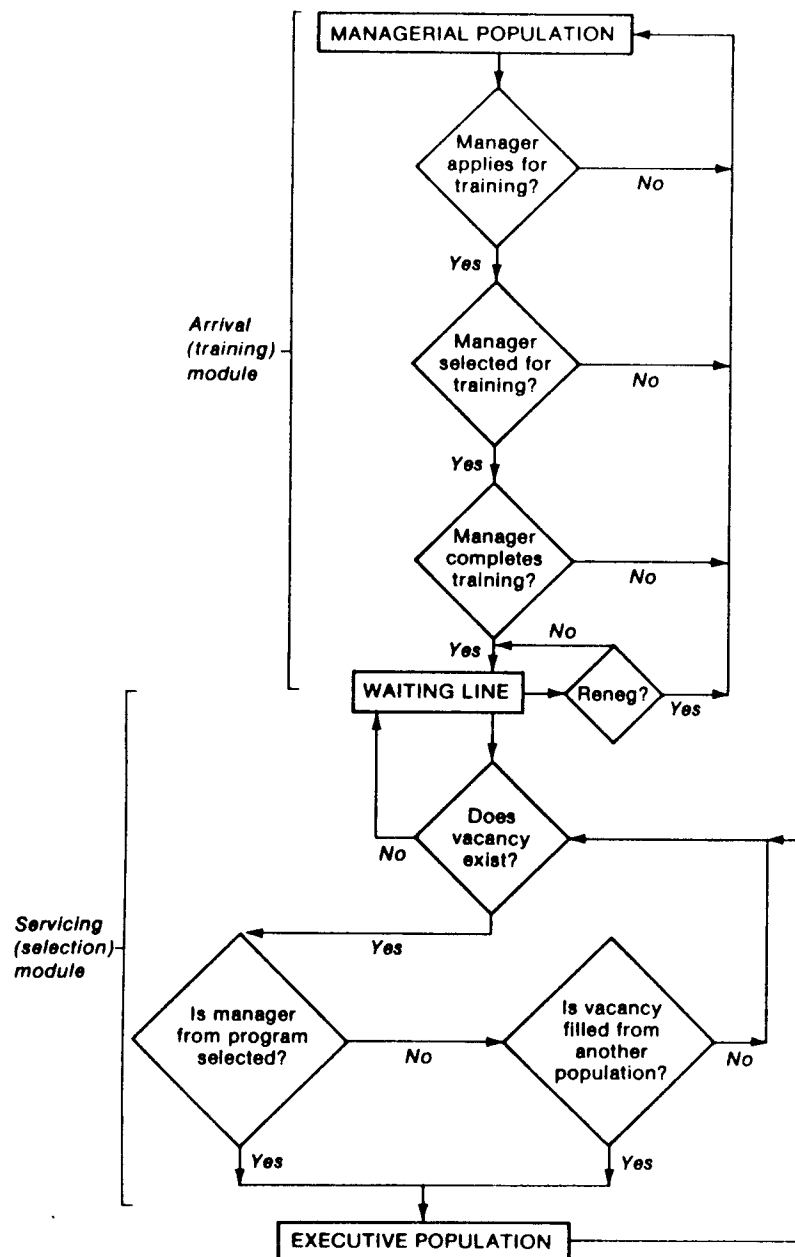 MANAGERIAL POPULATION
Manager
applies for
training?
No
Yes
Arrival
(training)
module
Manager
selected for
training?
No
Yes
Manager
completes
training?
No
No
Yes
WAITING LINE
Reneg?
Yes
Does
vacancy
exist?
No
Yes
Servicing
(selection)
module
Is manager
from program
selected?
No
Is vacancy
filled from
another
population?
No
Yes
Yes
EXECUTIVE POPULATION